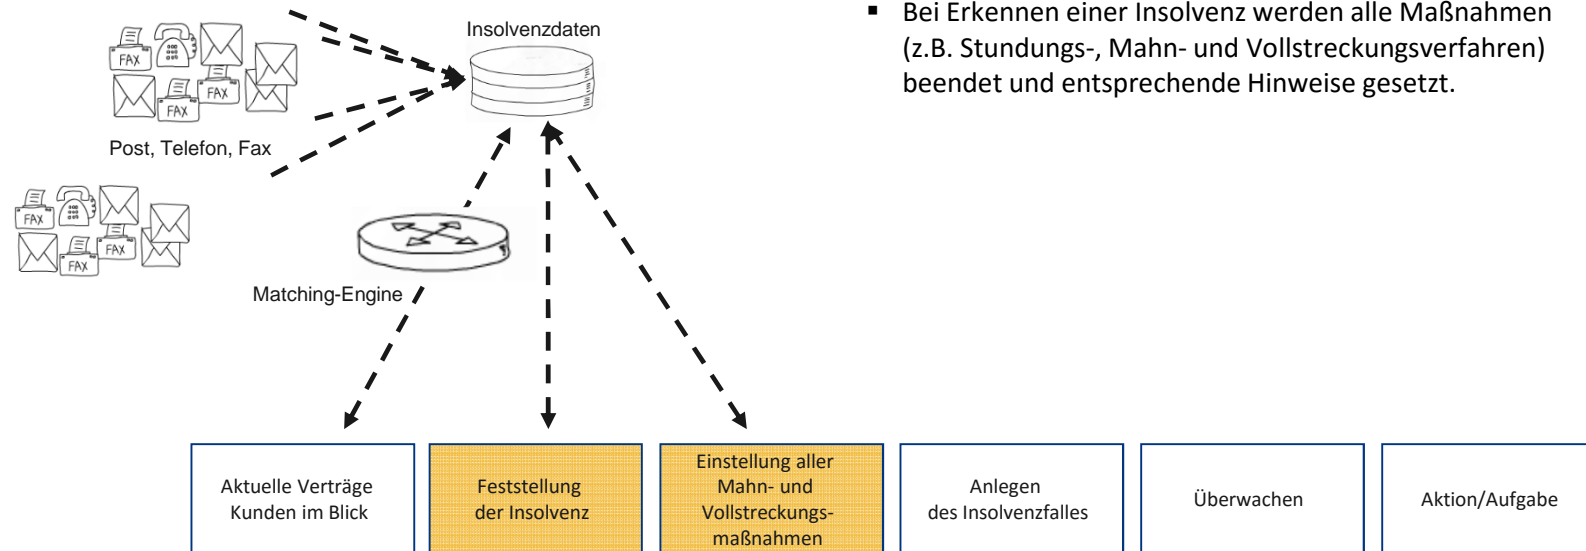 Insolvenzdaten
FAX
FAX
FAX
Post, Telefon, Fax
FAX
FAX
FAX
Matching-Engine
▪ Bei Erkennen einer Insolvenz werden alle Maßnahmen
(z.B. Stundungs-, Mahn- und Vollstreckungsverfahren)
beendet und entsprechende Hinweise gesetzt.
Aktuelle Verträge
Kunden im Blick
Feststellung
der Insolvenz
Einstellung aller
Mahn- und
Vollstreckungs-
maßnahmen
Anlegen
des Insolvenzfalles
Überwachen
Aktion/Aufgabe